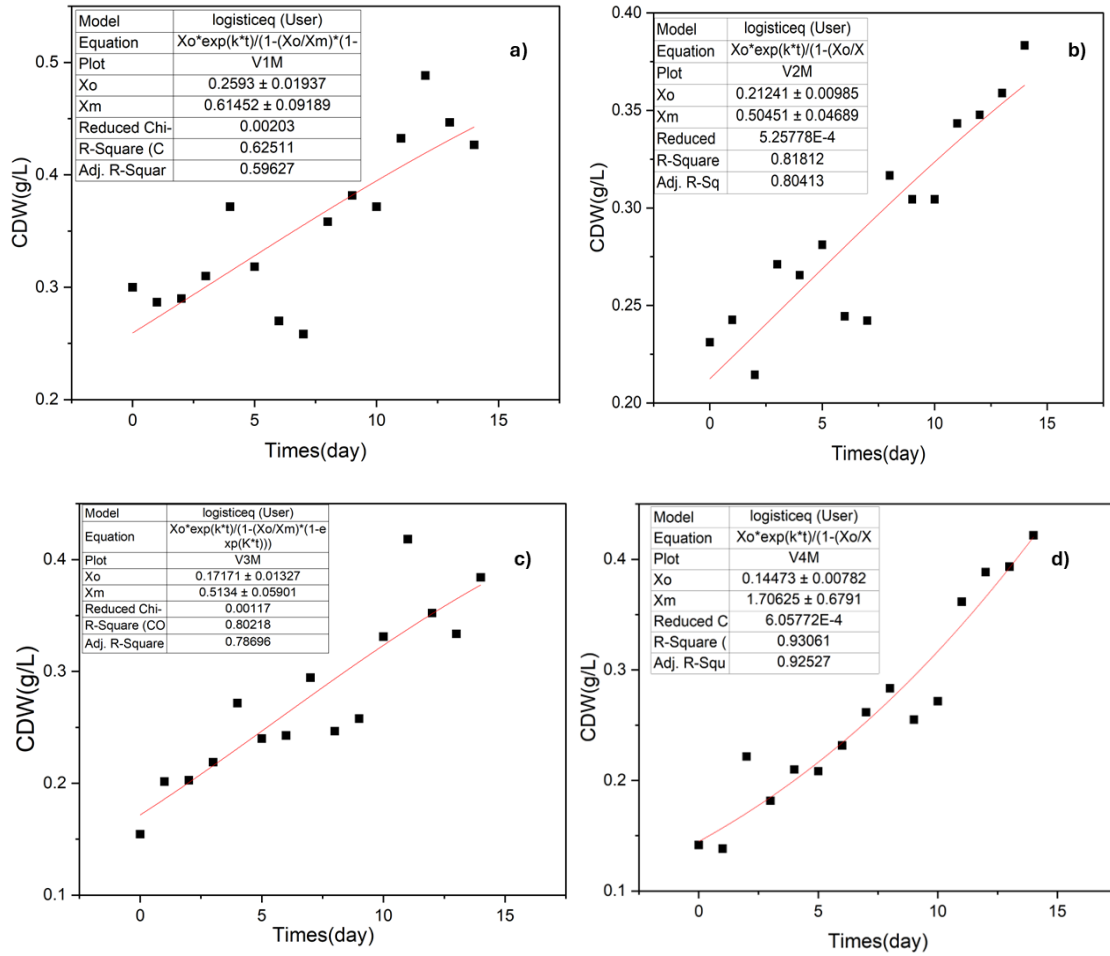 a)
Model logisticeq (User)
Equation Xo*exp(k*t)/(1-(Xo/Xm)*(1-
Plot V1M
Xo 0.2593 ± 0.01937
Xm 0.61452 ± 0.09189
Reduced Chi- 0.00203
R-Square (C 0.62511
Adj. R-Squar 0.59627
CDW(g/L)
0.5
0.4
0.3
0.2
0 5 10 15
Times(day)
b)
Model logisticeq (User)
Equation Xo*exp(k*t)/(1-(Xo/X
Plot V2M
Xo 0.21241 ± 0.00985
Xm 0.50451 ± 0.04689
Reduced 5.25778E-4
R-Square 0.81812
Adj. R-Sq 0.80413
CDW(g/L)
0.40
0.35
0.30
0.25
0.20
0 5 10 15
Times(day)
c)
Model logisticeq (User)
Equation Xo*exp(k*t)/(1-(Xo/Xm)*(1-e
xp(K*t)))
Plot V3M
Xo 0.17171 ± 0.01327
Xm 0.5134 ± 0.05901
Reduced Chi- 0.00117
R-Square (CO 0.80218
Adj. R-Square 0.78696
CDW(g/L)
0.4
0.3
0.2
0.1
0 5 10 15
Times(day)
d)
Model logisticeq (User)
Equation Xo*exp(k*t)/(1-(Xo/X
Plot V4M
Xo 0.14473 ± 0.00782
Xm 1.70625 ± 0.6791
Reduced C 6.05772E-4
R-Square ( 0.93061
Adj. R-Squ 0.92527
CDW(g/L)
0.4
0.3
0.2
0.1
0 5 10 15
Times(day)